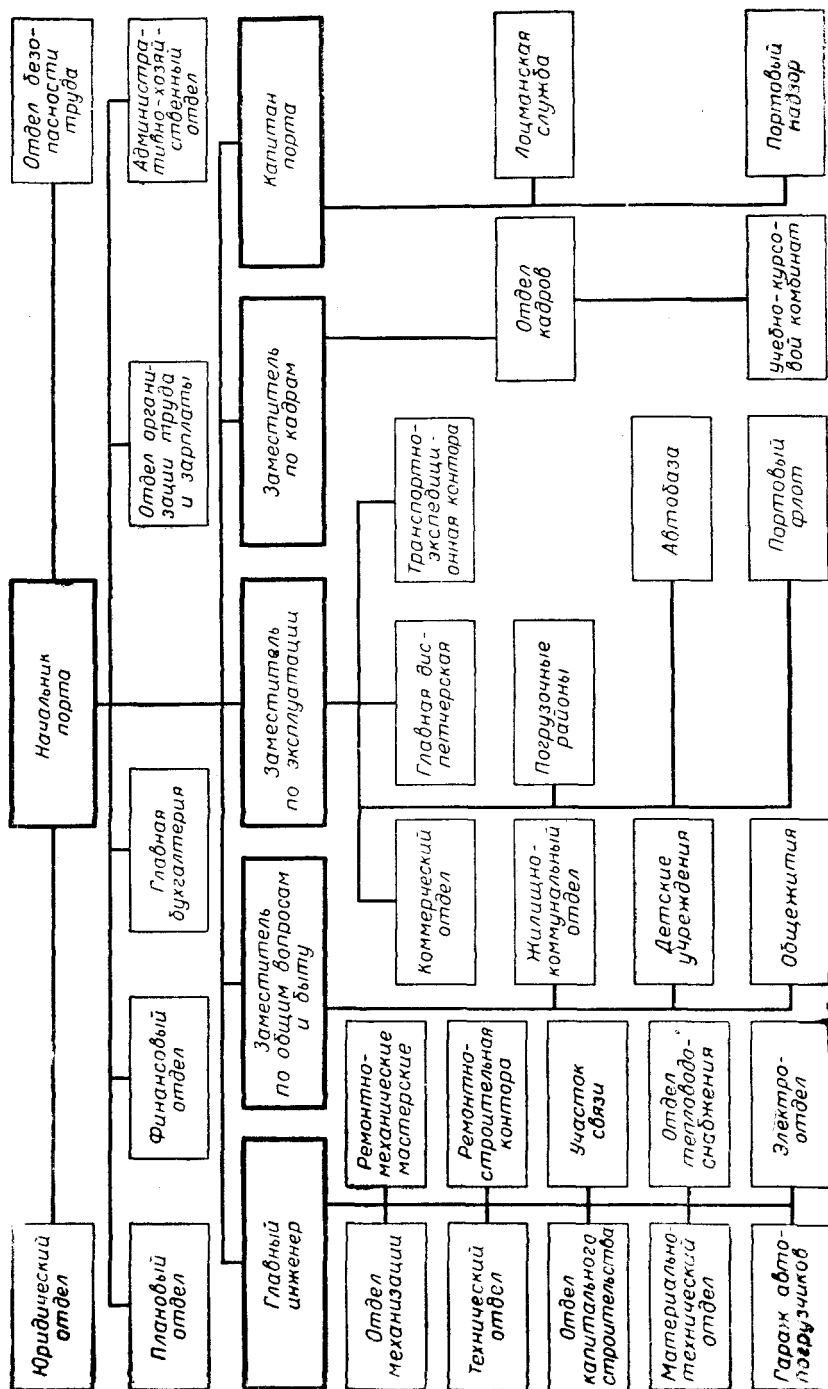 Начальник
порта
Юридический
отдел
Отдел безо-
пасности
труда
Плановый
отдел
Финансовый
отдел
Главная
бухгалтерия
Отдел органи-
зации труда
и зарплаты
Администра-
тивно-хозяй-
ственный
отдел
Главный
инженер
Заместитель
по общим вопросам
и быту
Заместитель
по эксплуатации
Заместитель
по кадрам
Капитан
порта
Отдел
механизации
Ремонтно-
механические
мастерские
Технический
отдел
Ремонтно-
строительная
контора
Отдел
капитального
строительства
Участок
связи
Материально-
технический
отдел
Отдел
тепловодо-
снабжения
Гараж авто-
погрузчиков
Электро-
отдел
Жилищно-
коммунальный
отдел
Детские
учреждения
Общежития
Коммерческий
отдел
Главная дис-
петчерская
Транспортно-
экспедици-
онная контора
Погрузочные
районы
Автобаза
Портовый
флот
Отдел
кадров
Учебно-курсо-
вой комбинат
Лоцманская
служба
Портовый
надзор